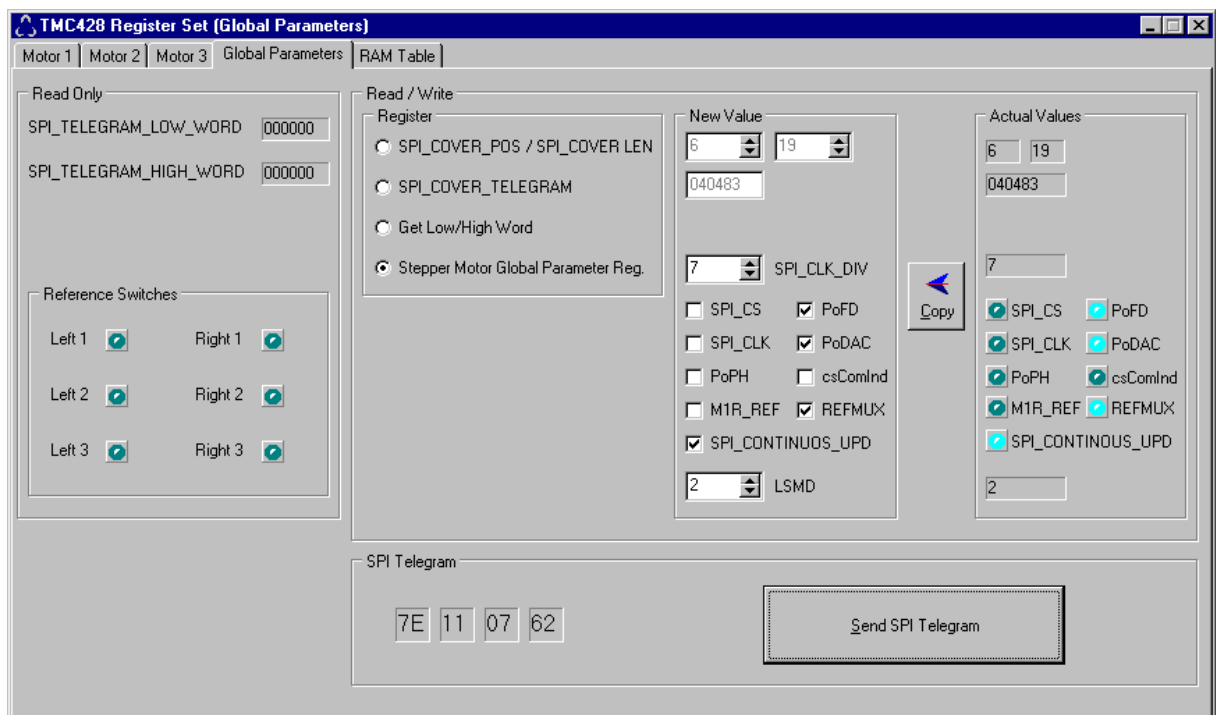 TMC428 Register Set (Global Parameters)
Motor 1 Motor 2 Motor 3 Global Parameters RAM Table
Read Only
SPI_TELEGRAM_LOW_WORD 000000
SPI_TELEGRAM_HIGH_WORD 000000
Reference Switches
Left 1 Right 1
Left 2 Right 2
Left 3 Right 3
Read / Write
Register
SPI_COVER_POS / SPI_COVER LEN
SPI_COVER_TELEGRAM
Get Low/High Word
Stepper Motor Global Parameter Reg.
New Value
6 19
040483
7 SPI_CLK_DIV
SPI_CS PoFD
SPI_CLK PoDAC
PoPH csComInd
M1R_REF REFMUX
SPI_CONTINUOS_UPD
2 LSMD
Copy
Actual Values
6 19
040483
7
SPI_CS PoFD
SPI_CLK PoDAC
PoPH csComInd
M1R_REF REFMUX
SPI_CONTINOUS_UPD
2
SPI Telegram
7E 11 07 62
Send SPI Telegram